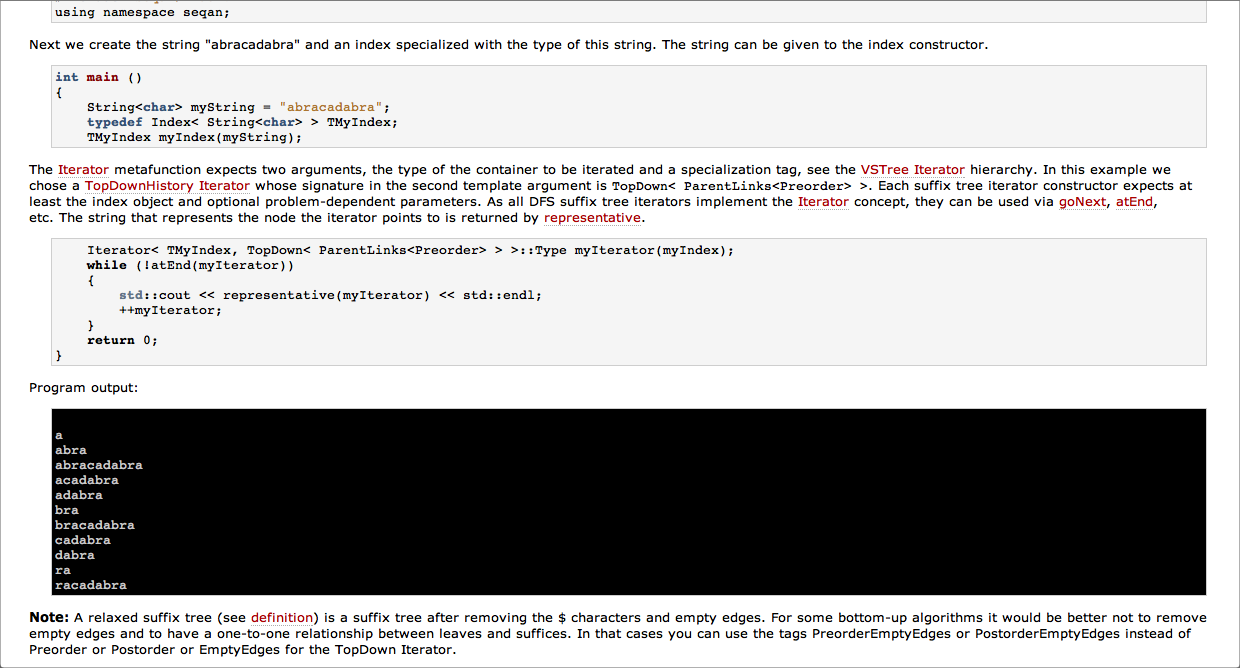 using namespace seqan;
Next we create the string "abracadabra" and an index specialized with the type of this string. The string can be given to the index constructor.
int main ()
{
    String<char> myString = "abracadabra";
    typedef Index< String<char> > TMyIndex;
    TMyIndex myIndex(myString);
The Iterator metafunction expects two arguments, the type of the container to be iterated and a specialization tag, see the VSTree Iterator hierarchy. In this example we
chose a TopDownHistory Iterator whose signature in the second template argument is TopDown< ParentLinks<Preorder> >. Each suffix tree iterator constructor expects at
least the index object and optional problem-dependent parameters. As all DFS suffix tree iterators implement the Iterator concept, they can be used via goNext, atEnd,
etc. The string that represents the node the iterator points to is returned by representative.
    Iterator< TMyIndex, TopDown< ParentLinks<Preorder> > >::Type myIterator(myIndex);
    while (!atEnd(myIterator))
    {
        std::cout << representative(myIterator) << std::endl;
        ++myIterator;
    }
    return 0;
}
Program output:
a
abra
abracadabra
acadabra
adabra
bra
bracadabra
cadabra
dabra
ra
racadabra
Note: A relaxed suffix tree (see definition) is a suffix tree after removing the $ characters and empty edges. For some bottom-up algorithms it would be better not to remove
empty edges and to have a one-to-one relationship between leaves and suffices. In that cases you can use the tags PreorderEmptyEdges or PostorderEmptyEdges instead of
Preorder or Postorder or EmptyEdges for the TopDown Iterator.